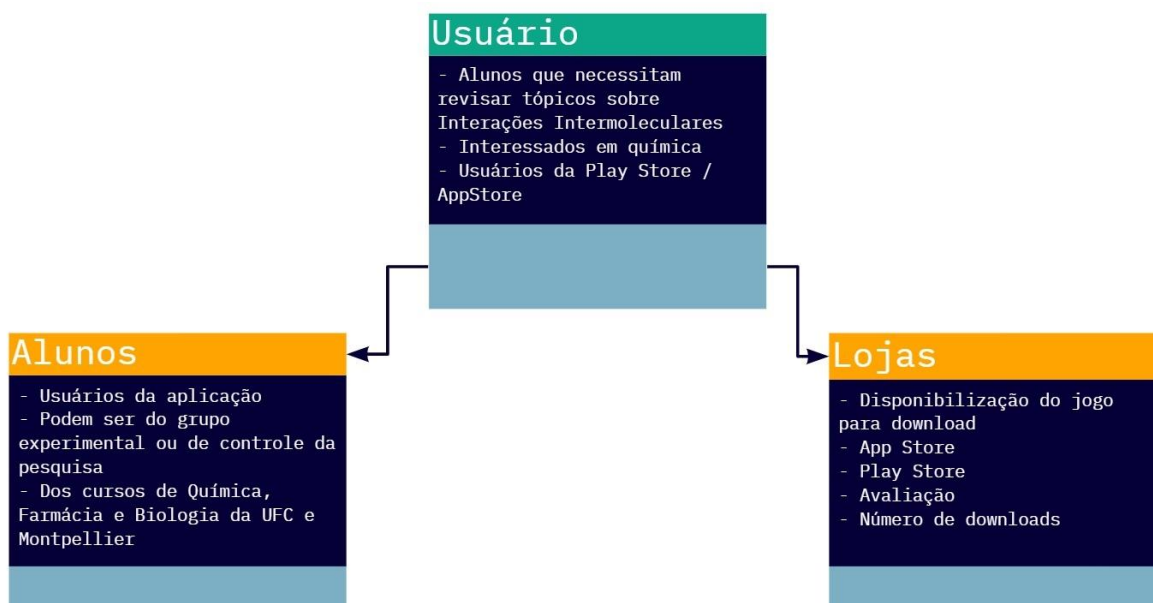 Usuário
- Alunos que necessitam
revisar tópicos sobre
Interações Intermoleculares
- Interessados em química
- Usuários da Play Store /
AppStore
Alunos
- Usuários da aplicação
- Podem ser do grupo
experimental ou de controle da
pesquisa
- Dos cursos de Química,
Farmácia e Biologia da UFC e
Montpellier
Lojas
- Disponibilização do jogo
para download
- App Store
- Play Store
- Avaliação
- Número de downloads